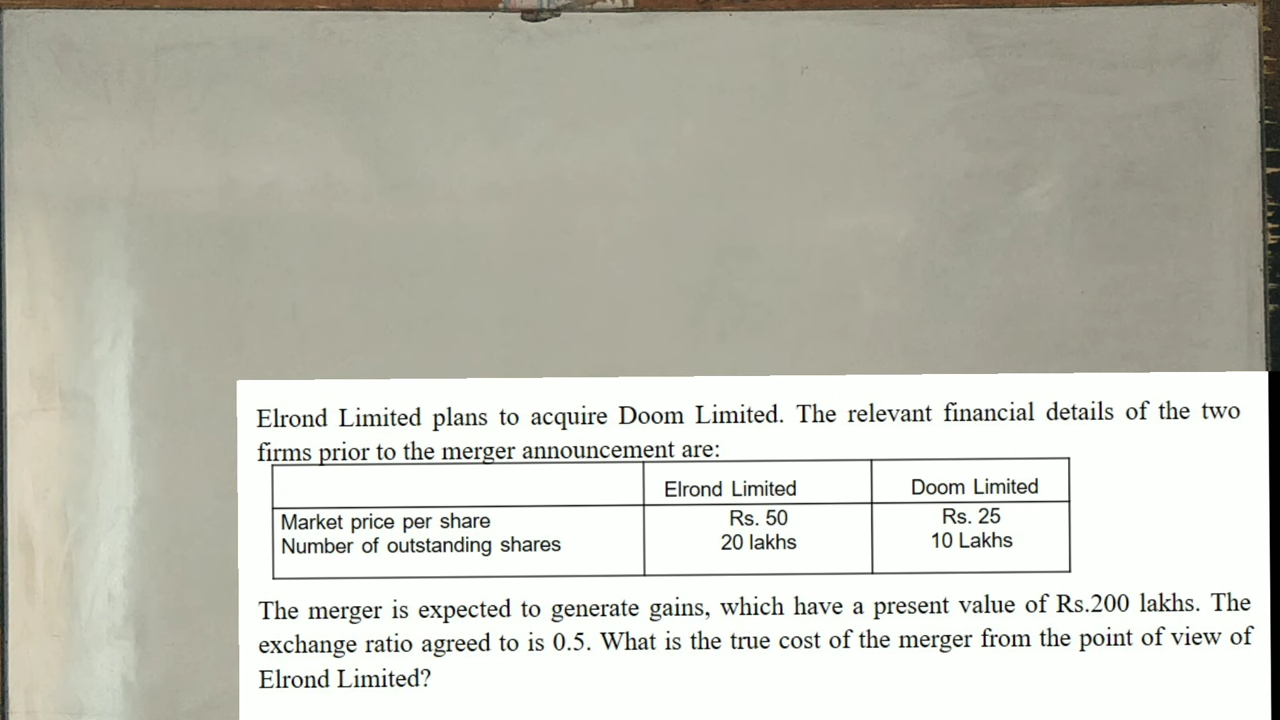 Elrond Limited plans to acquire Doom Limited. The relevant financial details of the two
firms prior to the merger announcement are:
Elrond Limited Doom Limited
Market price per share Rs. 50 Rs. 25
Number of outstanding shares 20 lakhs 10 Lakhs
The merger is expected to generate gains, which have a present value of Rs.200 lakhs. The
exchange ratio agreed to is 0.5. What is the true cost of the merger from the point of view of
Elrond Limited?